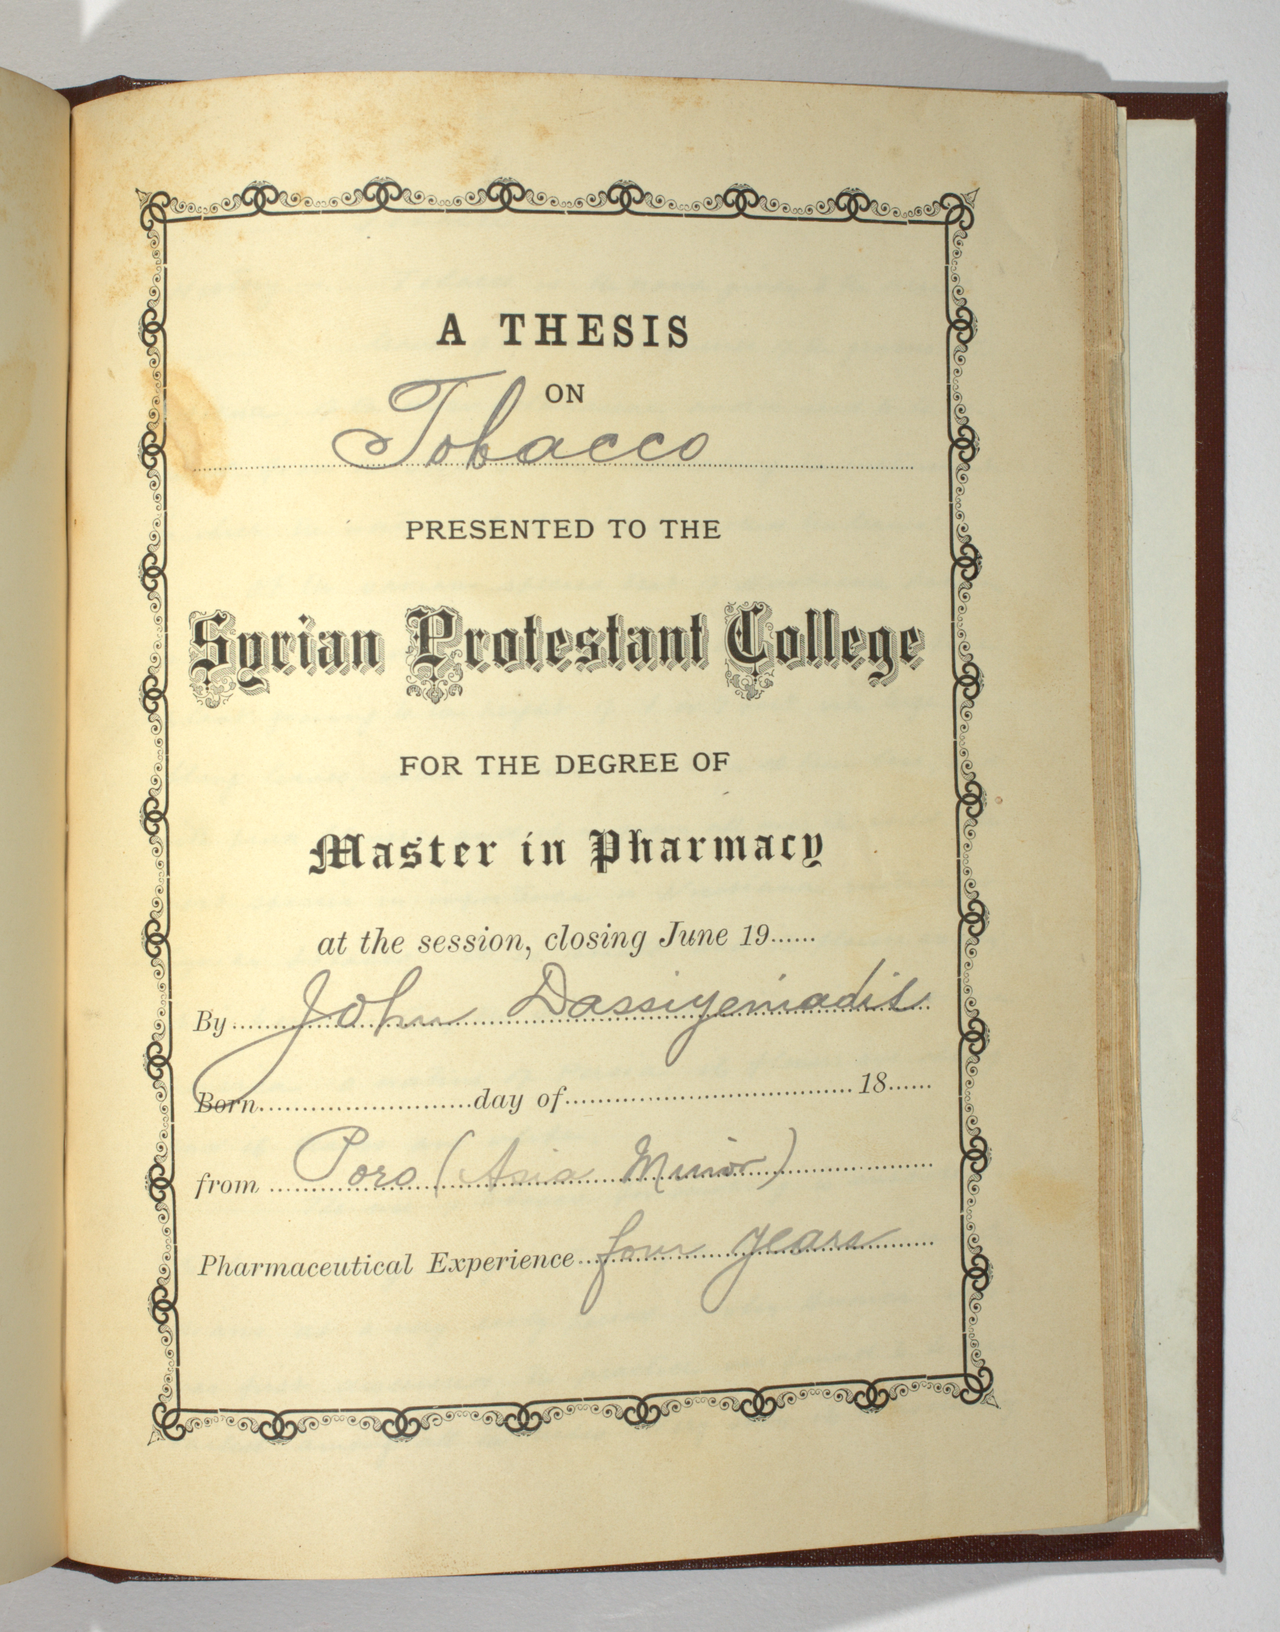 A THESIS
ON
Tobacco
PRESENTED TO THE
Syrian Protestant College
FOR THE DEGREE OF
Master in Pharmacy
at the session, closing June 19......
By John Dassiyeniadis
Born........................day of................................18......
from Poro (Asia Minor)
Pharmaceutical Experience four years